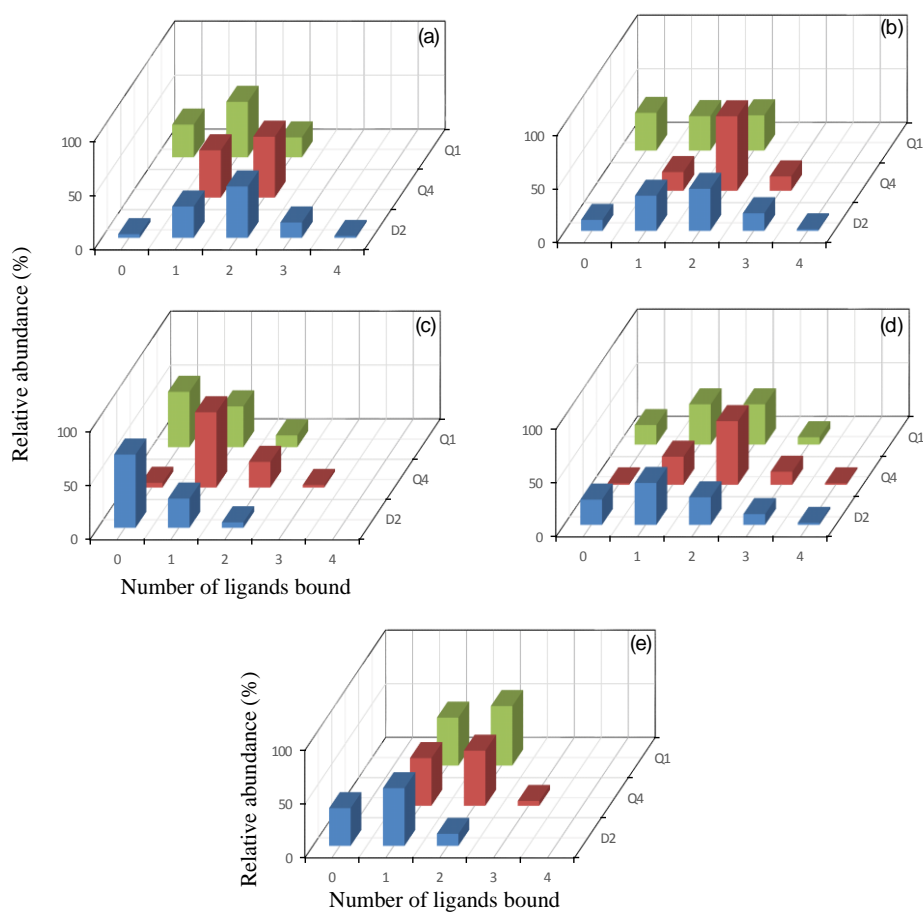 (a)
100
50
0
0 1 2 3 4
D2
Q4
Q1
(b)
100
50
0
0 1 2 3 4
D2
Q4
Q1
Relative abundance (%)
(c)
100
50
0
0 1 2 3 4
D2
Q4
Q1
Number of ligands bound
(d)
100
50
0
0 1 2 3 4
D2
Q4
Q1
(e)
Relative abundance (%)
100
50
0
0 1 2 3 4
D2
Q4
Q1
Number of ligands bound